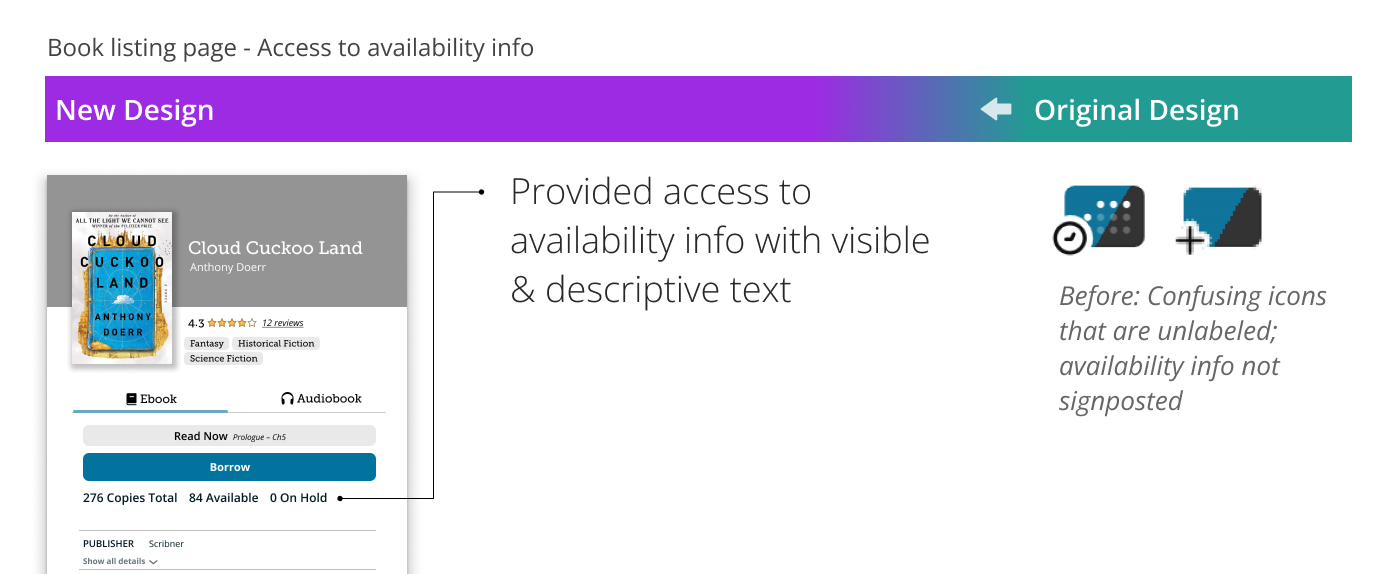 Book listing page - Access to availability info
New Design
Original Design
by the Author of
ALL THE LIGHT WE CANNOT SEE
WINNER of the PULITZER PRIZE
CLOUD
CUCKOO
LAND
ANTHONY
DOERR
Cloud Cuckoo Land
Anthony Doerr
4.3
12 reviews
Fantasy
Historical Fiction
Science Fiction
Ebook
Audiobook
Read Now Prologue – Ch5
Borrow
276 Copies Total 84 Available 0 On Hold
PUBLISHER Scribner
Show all details
Provided access to
availability info with visible
& descriptive text
Before: Confusing icons
that are unlabeled;
availability info not
signposted